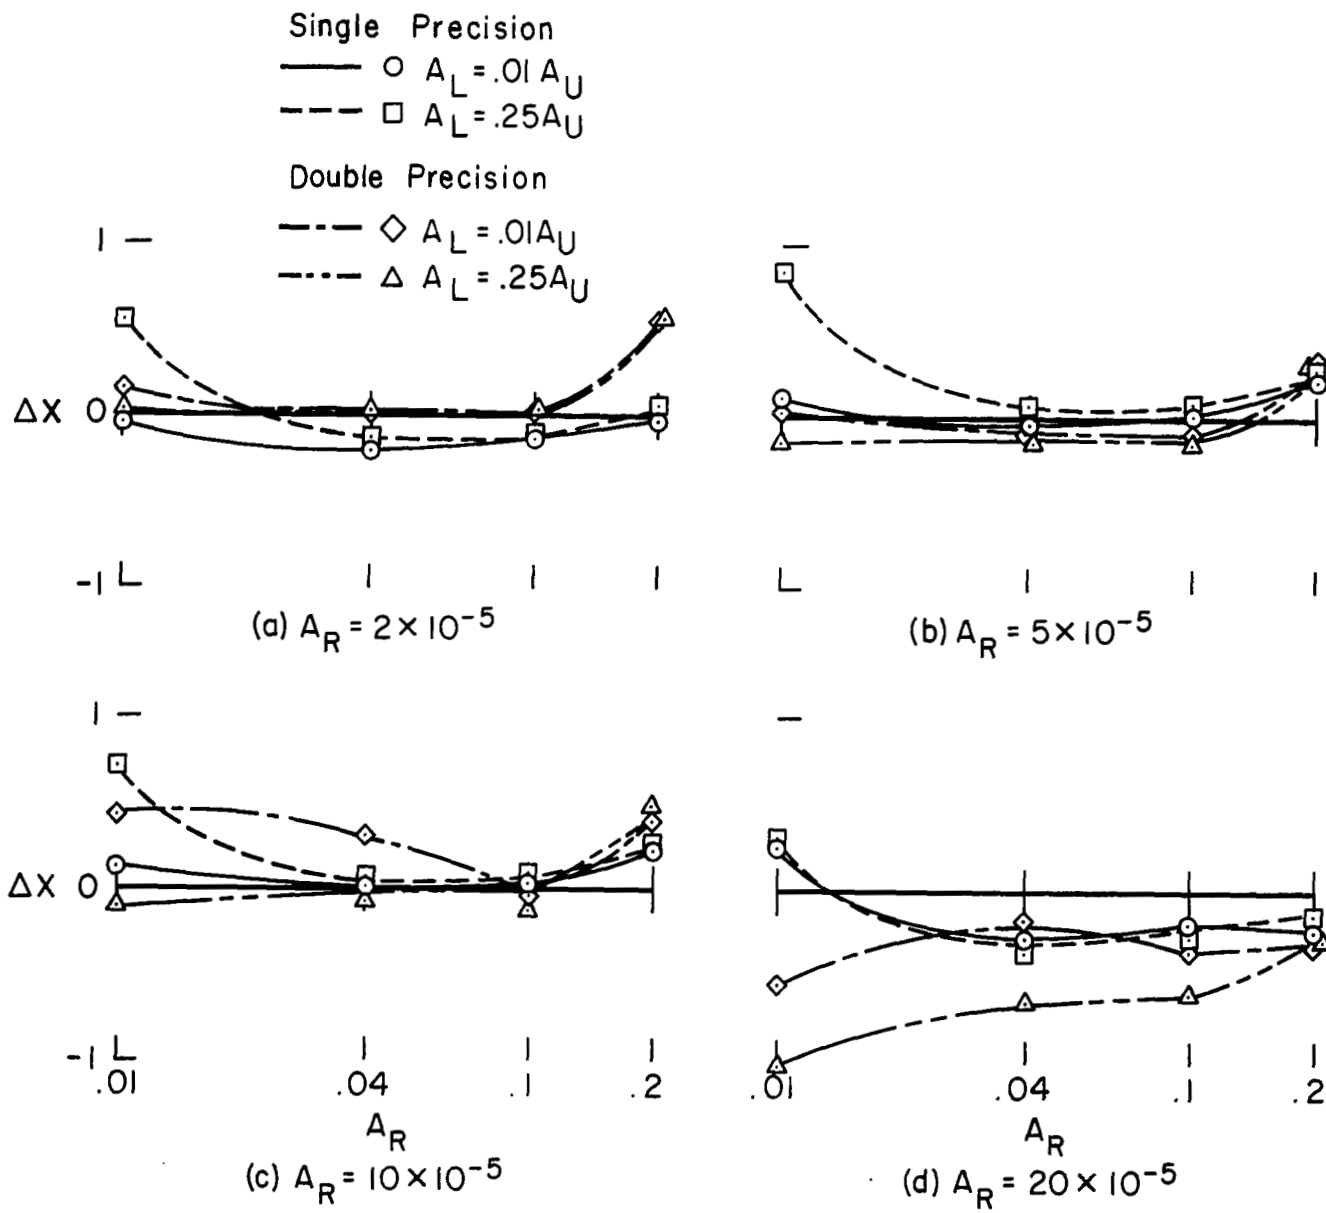 Single Precision
A_L = .01 A_U
A_L = .25A_U
Double Precision
A_L = .01A_U
A_L = .25A_U
1
ΔX 0
-1
(a) A_R = 2 × 10^-5
(b) A_R = 5 × 10^-5
1
ΔX 0
-1
.01 .04 .1 .2
A_R
(c) A_R = 10 × 10^-5
.01 .04 .1 .2
A_R
(d) A_R = 20 × 10^-5